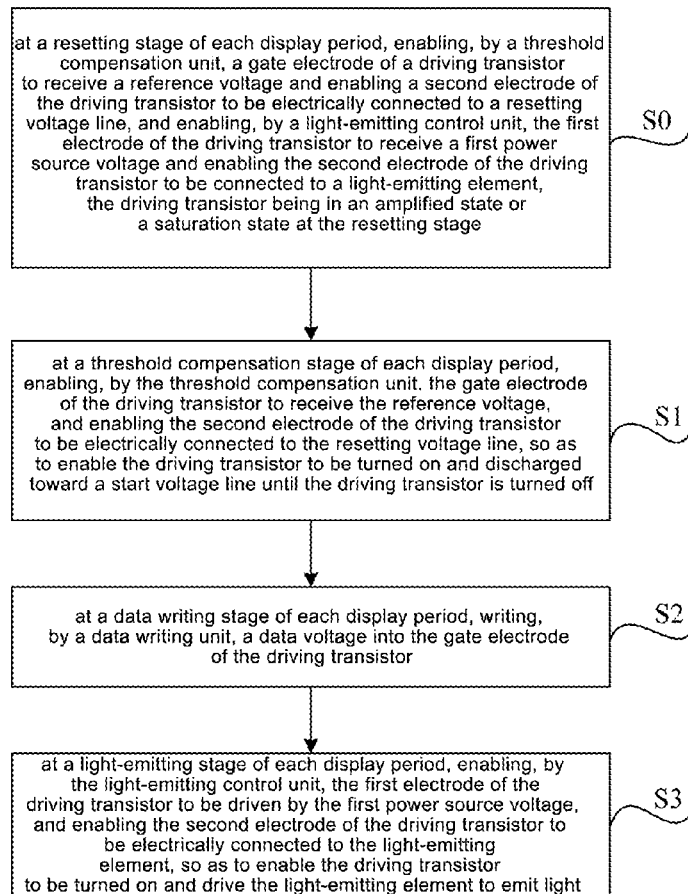 at a resetting stage of each display period, enabling, by a threshold
compensation unit, a gate electrode of a driving transistor
to receive a reference voltage and enabling a second electrode of
the driving transistor to be electrically connected to a resetting
voltage line, and enabling, by a light-emitting control unit, the first
electrode of the driving transistor to receive a first power
source voltage and enabling the second electrode of the driving
transistor to be connected to a light-emitting element,
the driving transistor being in an amplified state or
a saturation state at the resetting stage
S0
at a threshold compensation stage of each display period,
enabling, by the threshold compensation unit. the gate electrode
of the driving transistor to receive the reference voltage,
and enabling the second electrode of the driving transistor
to be electrically connected to the resetting voltage line, so as
to enable the driving transistor to be turned on and discharged
toward a start voltage line until the driving transistor is turned off
S1
at a data writing stage of each display period, writing,
by a data writing unit, a data voltage into the gate electrode
of the driving transistor
S2
at a light-emitting stage of each display period, enabling, by
the light-emitting control unit, the first electrode of the
driving transistor to be driven by the first power source voltage,
and enabling the second electrode of the driving transistor to
be electrically connected to the light-emitting
element, so as to enable the driving transistor
to be turned on and drive the light-emitting element to emit light
S3